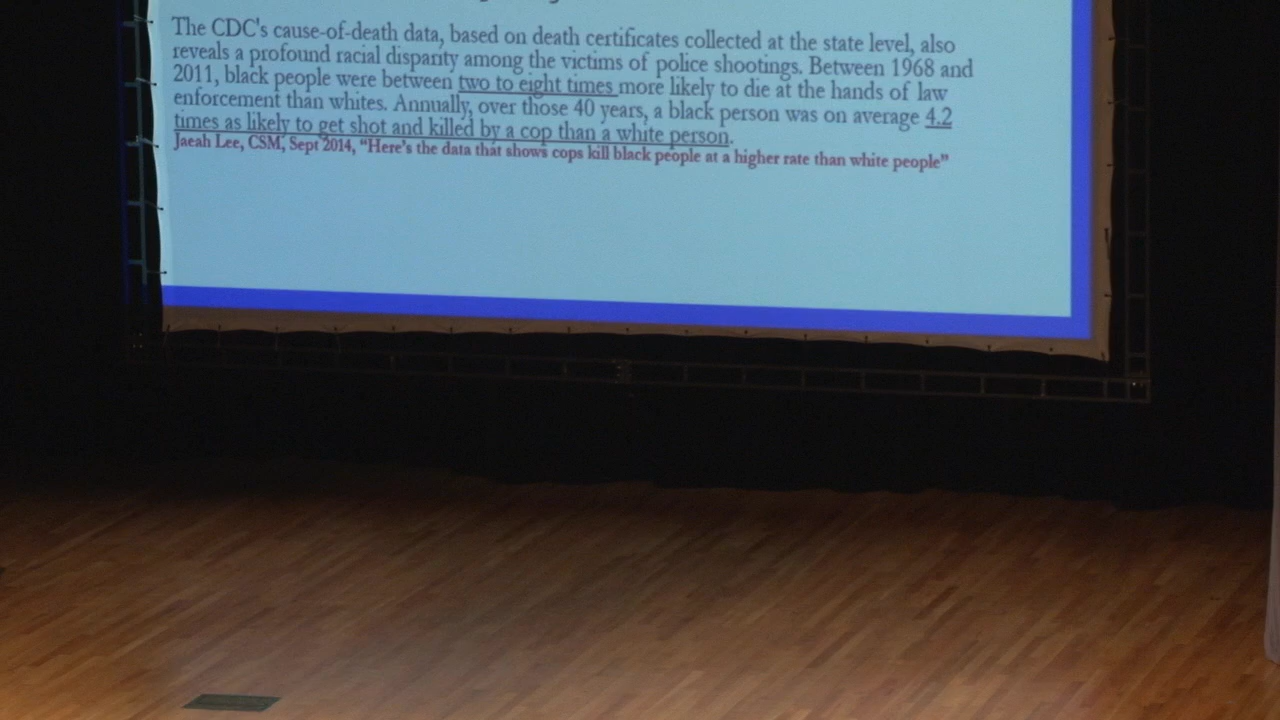 The CDC's cause-of-death data, based on death certificates collected at the state level, also
reveals a profound racial disparity among the victims of police shootings. Between 1968 and
2011, black people were between two to eight times more likely to die at the hands of law
enforcement than whites. Annually, over those 40 years, a black person was on average 4.2
times as likely to get shot and killed by a cop than a white person.
Jaeah Lee, CSM, Sept 2014, “Here’s the data that shows cops kill black people at a higher rate than white people”